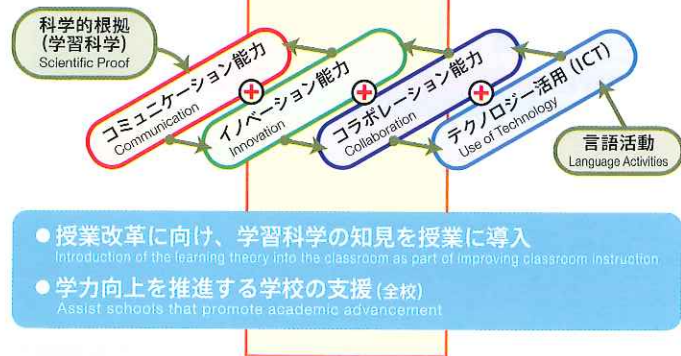 科学的根拠
(学習科学)
Scientific Proof
コミュニケーション能力
Communication
イノベーション能力
Innovation
コラボレーション能力
Collaboration
テクノロジー活用 (ICT)
Use of Technology
言語活動
Language Activities
● 授業改革に向け、学習科学の知見を授業に導入
Introduction of the learning theory into the classroom as part of improving classroom instruction
● 学力向上を推進する学校の支援 (全校)
Assist schools that promote academic advancement